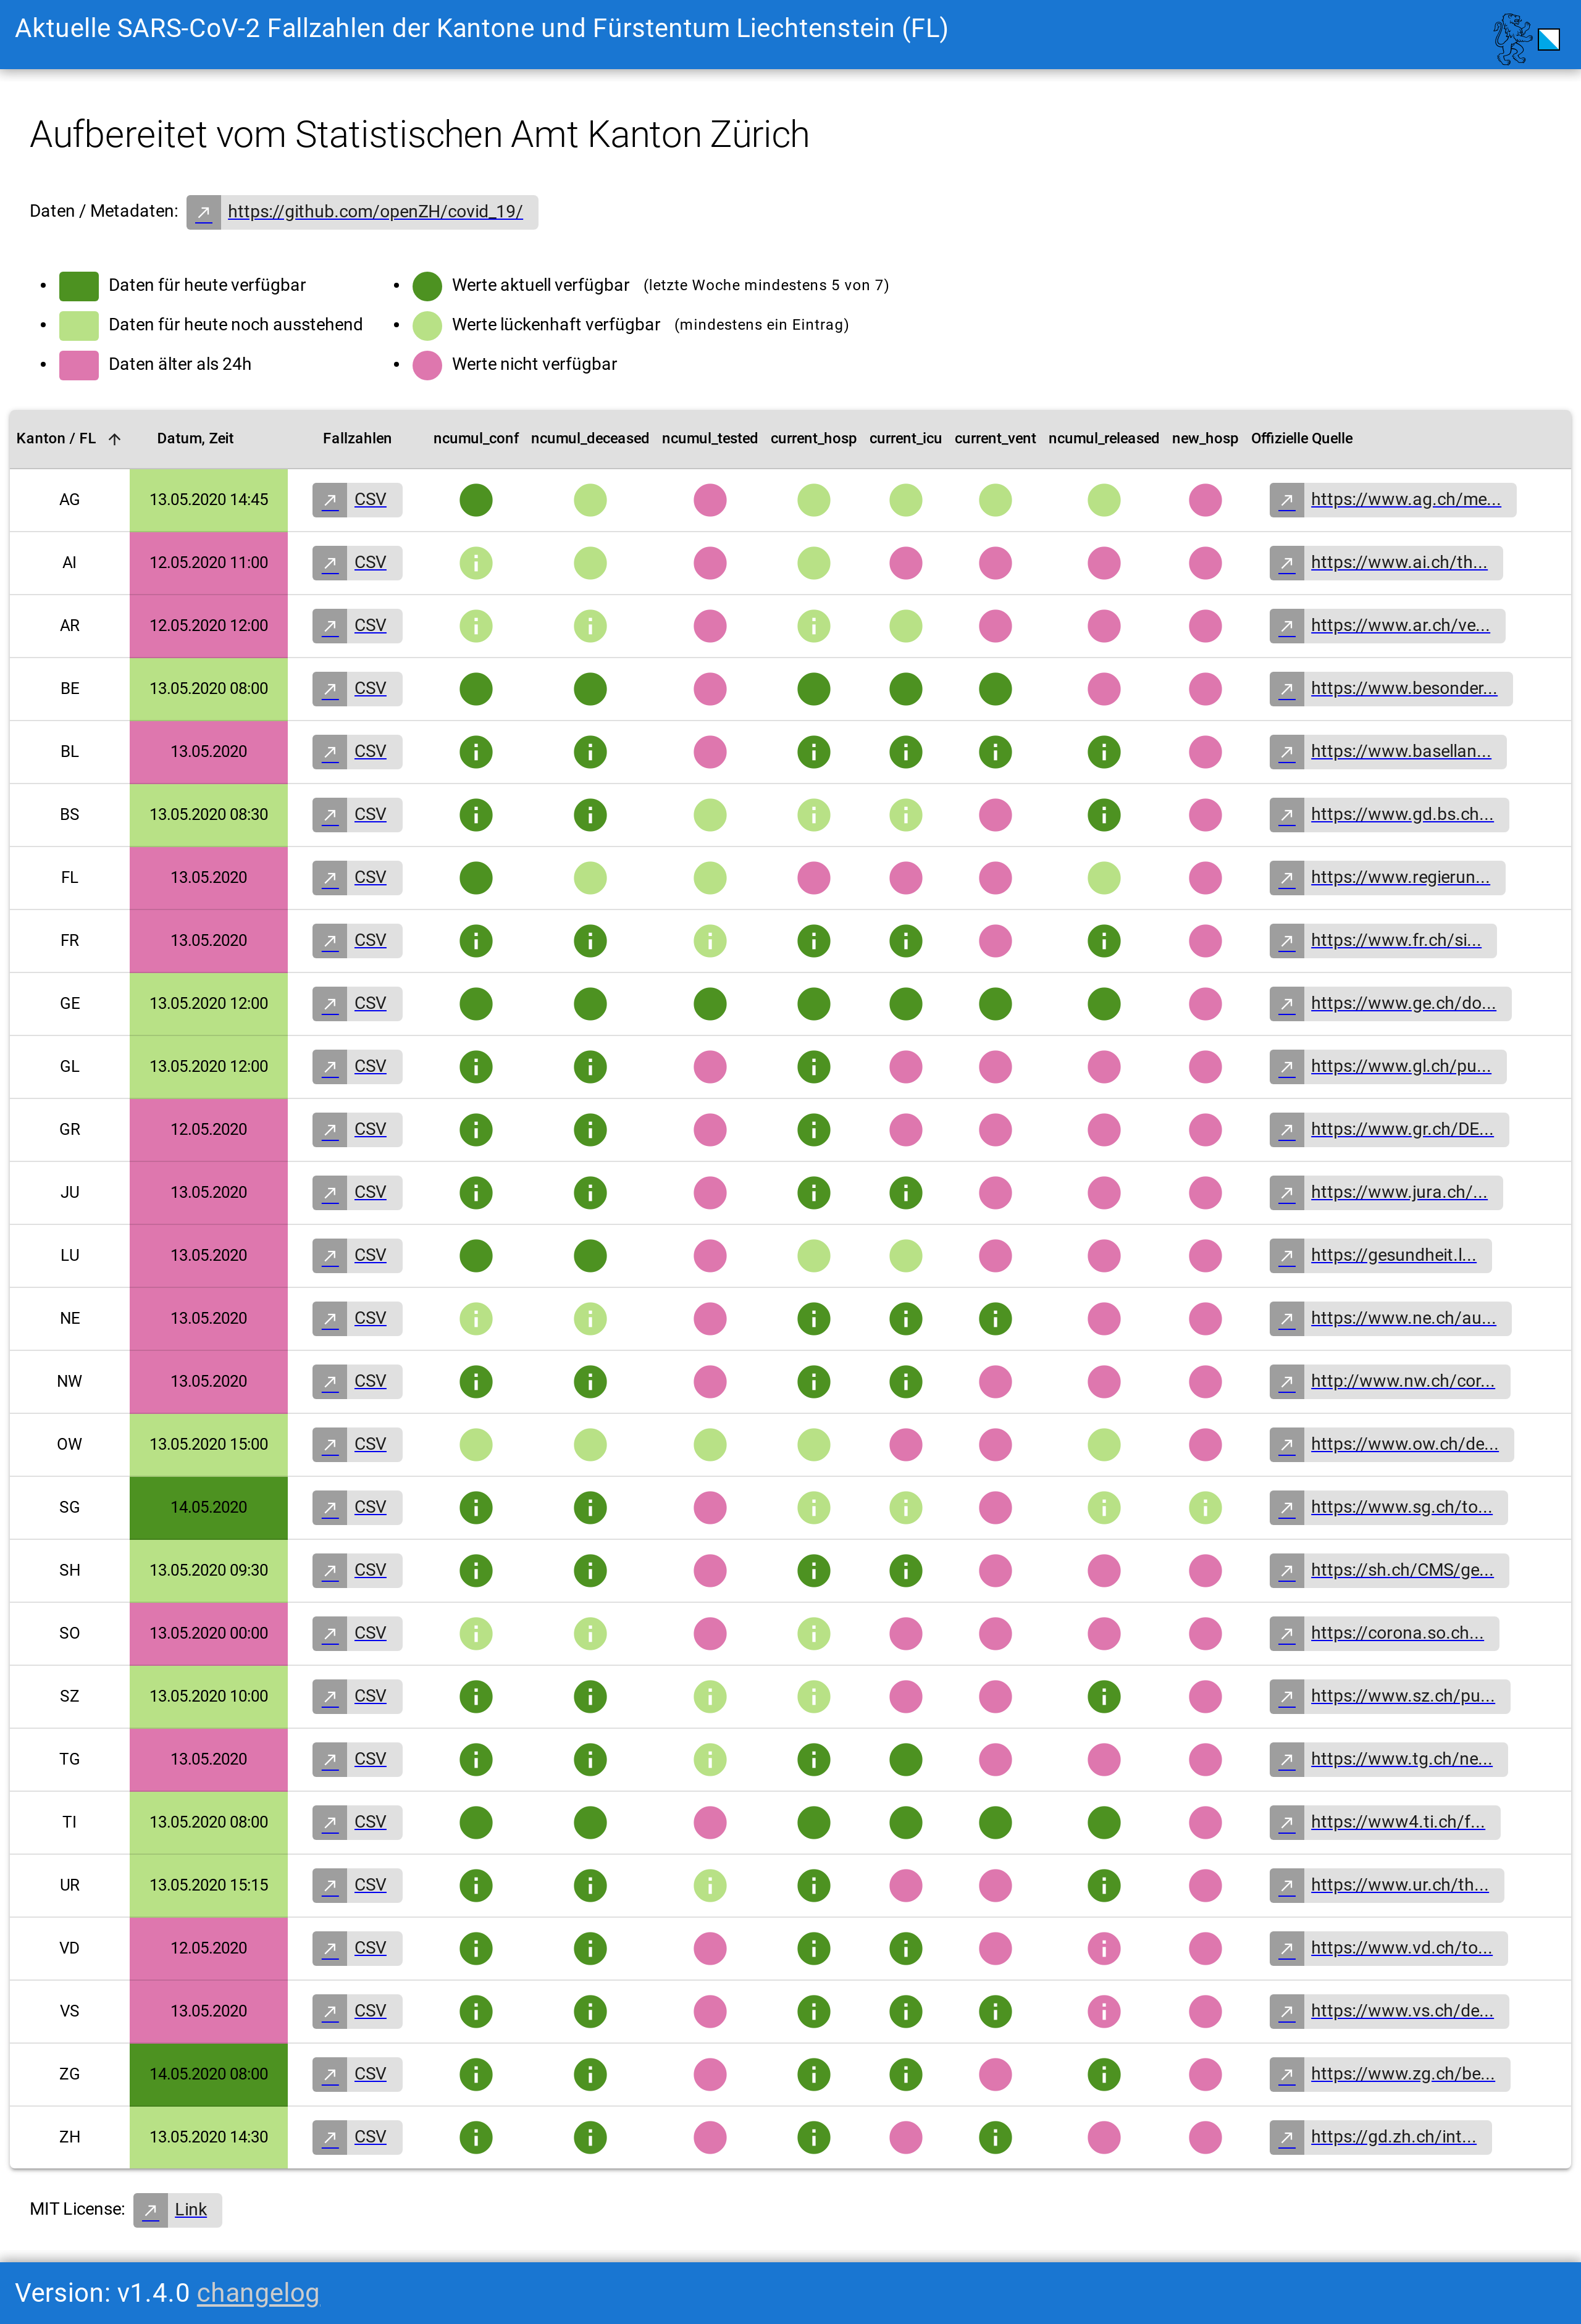 Aktuelle SARS-CoV-2 Fallzahlen der Kantone und Fürstentum Liechtenstein (FL)
Aufbereitet vom Statistischen Amt Kanton Zürich
Daten / Metadaten: https://github.com/openZH/covid_19/
Daten für heute verfügbar
Daten für heute noch ausstehend
Daten älter als 24h
Werte aktuell verfügbar (letzte Woche mindestens 5 von 7)
Werte lückenhaft verfügbar (mindestens ein Eintrag)
Werte nicht verfügbar
Kanton / FL Datum, Zeit Fallzahlen ncumul_conf ncumul_deceased ncumul_tested current_hosp current_icu current_vent ncumul_released new_hosp Offizielle Quelle
AG 13.05.2020 14:45 CSV https://www.ag.ch/me...
AI 12.05.2020 11:00 CSV https://www.ai.ch/th...
AR 12.05.2020 12:00 CSV https://www.ar.ch/ve...
BE 13.05.2020 08:00 CSV https://www.besonder...
BL 13.05.2020 CSV https://www.basellan...
BS 13.05.2020 08:30 CSV https://www.gd.bs.ch...
FL 13.05.2020 CSV https://www.regierun...
FR 13.05.2020 CSV https://www.fr.ch/si...
GE 13.05.2020 12:00 CSV https://www.ge.ch/do...
GL 13.05.2020 12:00 CSV https://www.gl.ch/pu...
GR 12.05.2020 CSV https://www.gr.ch/DE...
JU 13.05.2020 CSV https://www.jura.ch/...
LU 13.05.2020 CSV https://gesundheit.l...
NE 13.05.2020 CSV https://www.ne.ch/au...
NW 13.05.2020 CSV http://www.nw.ch/cor...
OW 13.05.2020 15:00 CSV https://www.ow.ch/de...
SG 14.05.2020 CSV https://www.sg.ch/to...
SH 13.05.2020 09:30 CSV https://sh.ch/CMS/ge...
SO 13.05.2020 00:00 CSV https://corona.so.ch...
SZ 13.05.2020 10:00 CSV https://www.sz.ch/pu...
TG 13.05.2020 CSV https://www.tg.ch/ne...
TI 13.05.2020 08:00 CSV https://www4.ti.ch/f...
UR 13.05.2020 15:15 CSV https://www.ur.ch/th...
VD 12.05.2020 CSV https://www.vd.ch/to...
VS 13.05.2020 CSV https://www.vs.ch/de...
ZG 14.05.2020 08:00 CSV https://www.zg.ch/be...
ZH 13.05.2020 14:30 CSV https://gd.zh.ch/int...
MIT License: Link
Version: v1.4.0 changelog